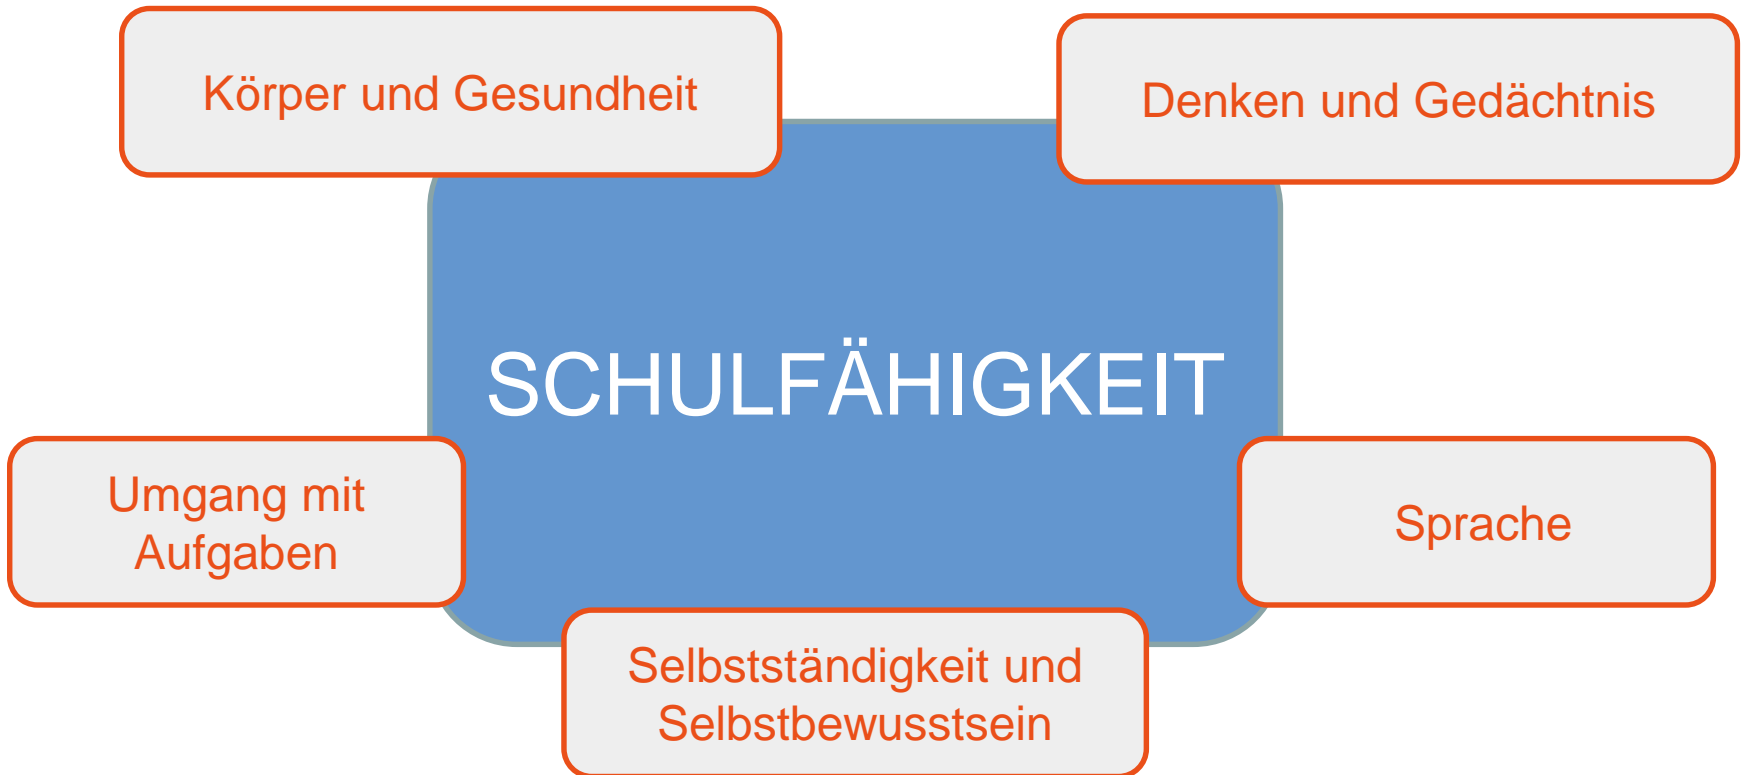 Körper und Gesundheit
Denken und Gedächtnis
SCHULFÄHIGKEIT
Umgang mit
Aufgaben
Sprache
Selbstständigkeit und
Selbstbewusstsein